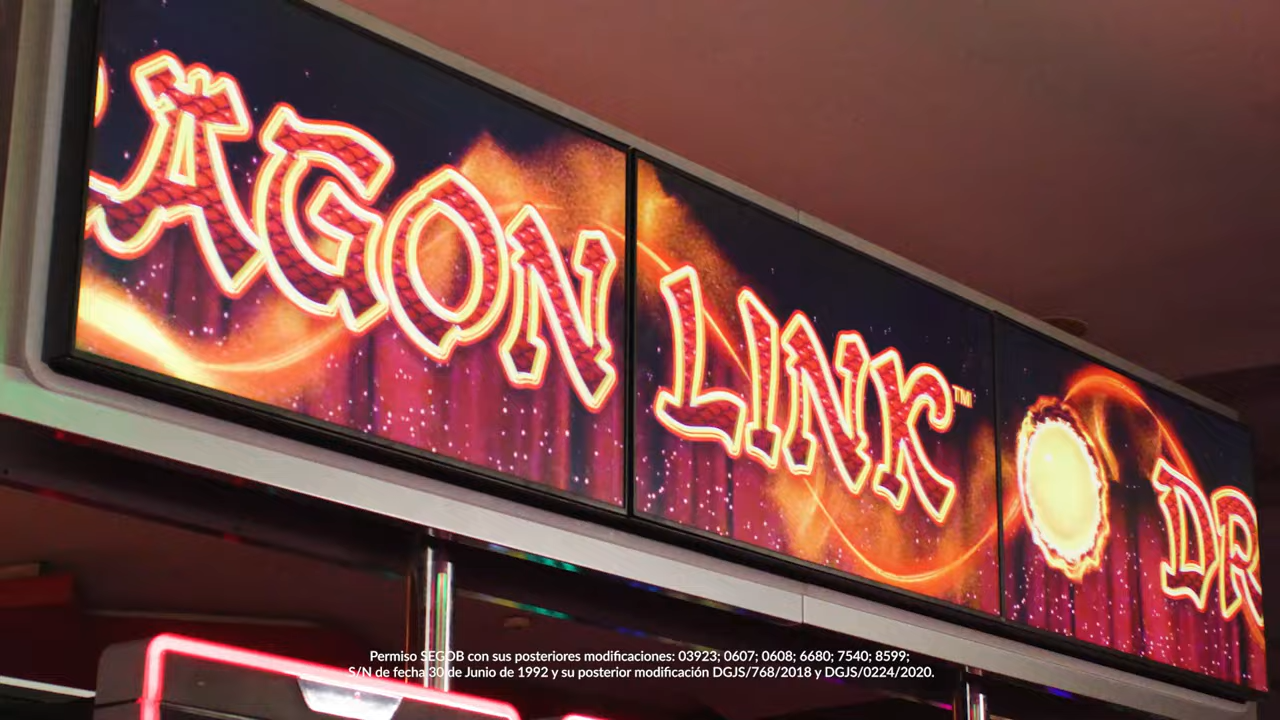 RAGON LINK™ DR
Permiso SEGOB con sus posteriores modificaciones: 03923; 0607; 0608; 6680; 7540; 8599;
S/N de fecha 30 de Junio de 1992 y su posterior modificación DGJS/768/2018 y DGJS/0224/2020.